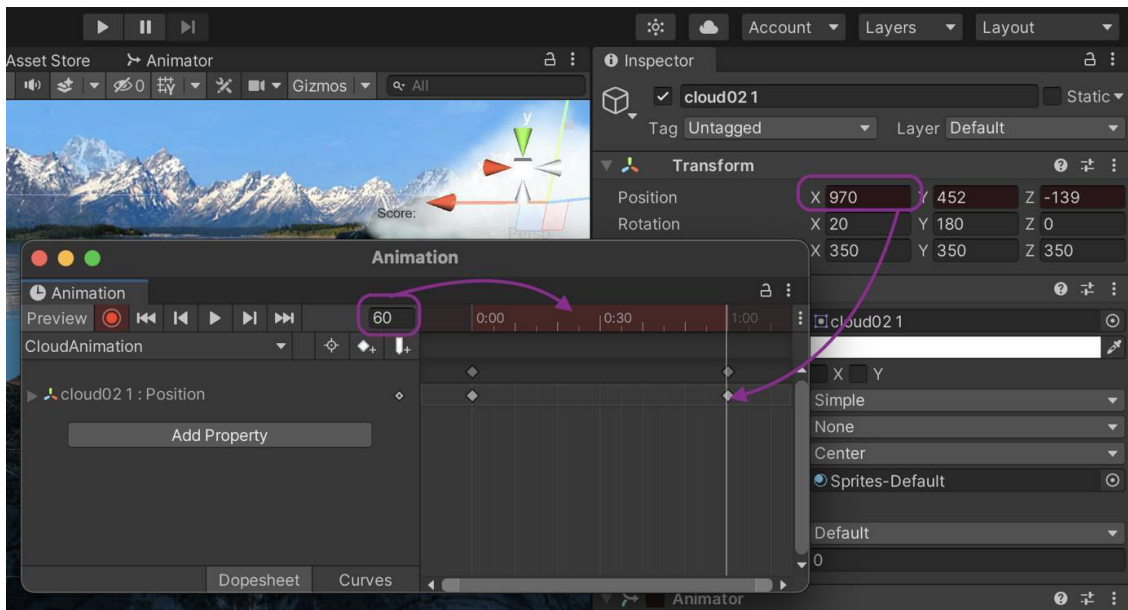 Account Layers Layout
Asset Store Animator
Inspector
0 Gizmos All
cloud02 1 Static
Tag Untagged Layer Default
y
Transform
Position X 970 Y 452 Z -139
Score:
Persp
Rotation X 20 Y 180 Z 0
X 350 Y 350 Z 350
Animation
Animation
Preview 60 0:00 0:30 1:00
cloud02 1
CloudAnimation
X Y
cloud02 1 : Position
Simple
None
Add Property
Center
Sprites-Default
Default
0
Dopesheet Curves
Animator